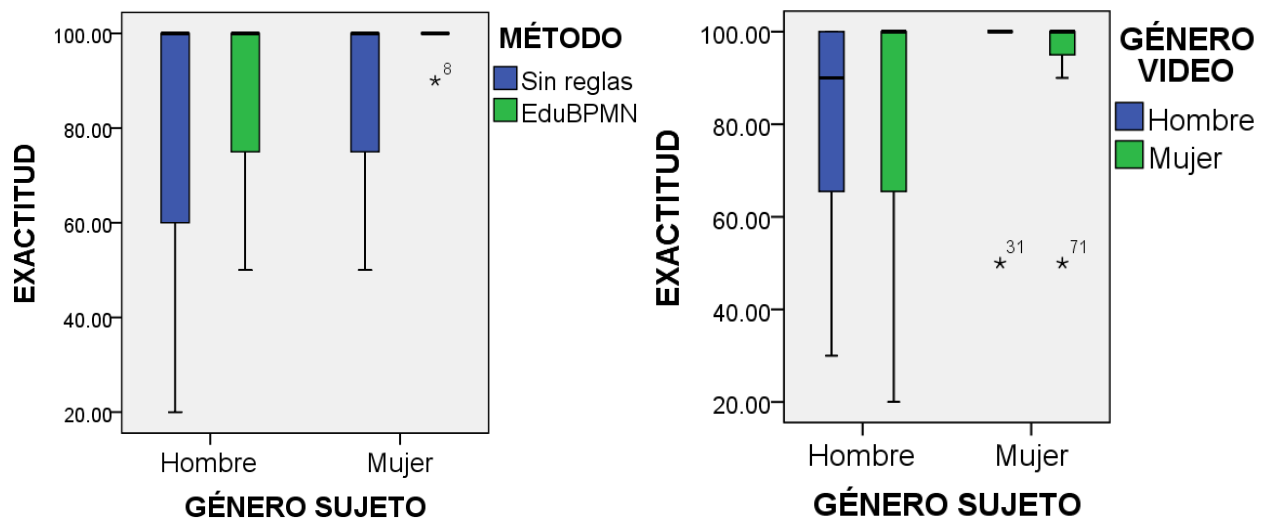 100.00
80.00
60.00
40.00
20.00
EXACTITUD
Hombre
Mujer
GÉNERO SUJETO
MÉTODO
Sin reglas
EduBPMN
* 8
100.00
80.00
60.00
40.00
20.00
EXACTITUD
Hombre
Mujer
GÉNERO SUJETO
GÉNERO
VIDEO
Hombre
Mujer
* 31
* 71